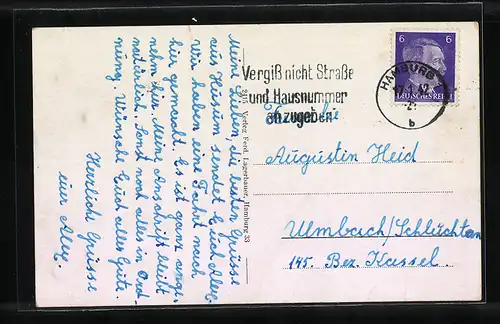 Meine Lieben, die besten Grüsse
aus Husum sendet Euch Alex.
Wir haben eine Fahrt nach
hier gemacht. Es ist ganz ange-
nehm hier. Meine Anschrift bleibt
natürlich. Sonst noch alles in Ord-
nung. Wünsche Euch alles Gute.
Herzliche Grüsse
euer Alex.
Verlag Ferd. Lagerbauer, Hamburg 33
Vergiß nicht Straße
und Hausnummer
anzugeben
HAMBURG
b
6 6
DEUTSCHES REICH
Familie
Augustin Heid
Ulmbach/Schlüchtern
145. Bez. Kassel.